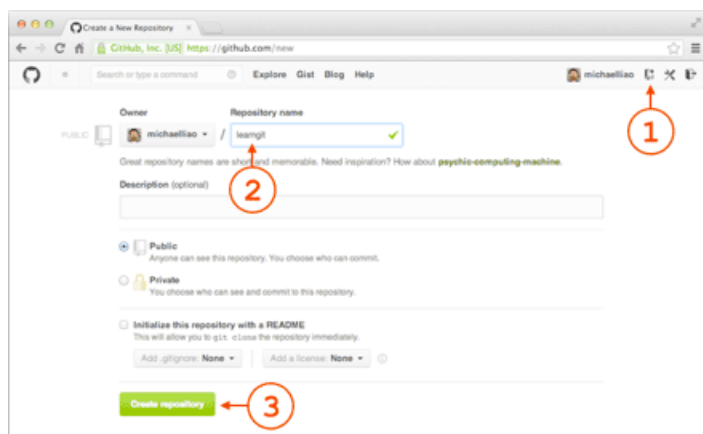 Create a New Repository
GitHub, Inc. [US] https://github.com/new
Search or type a command Explore Gist Blog Help michaelliao
1
Owner Repository name
PUBLIC michaelliao / learngit
Great repository names are short and memorable. Need inspiration? How about psychic-computing-machine.
2
Description (optional)
Public
Anyone can see this repository. You choose who can commit.
Private
You choose who can see and commit to this repository.
Initialize this repository with a README
This will allow you to git clone the repository immediately.
Add .gitignore: None Add a license: None
Create repository
3